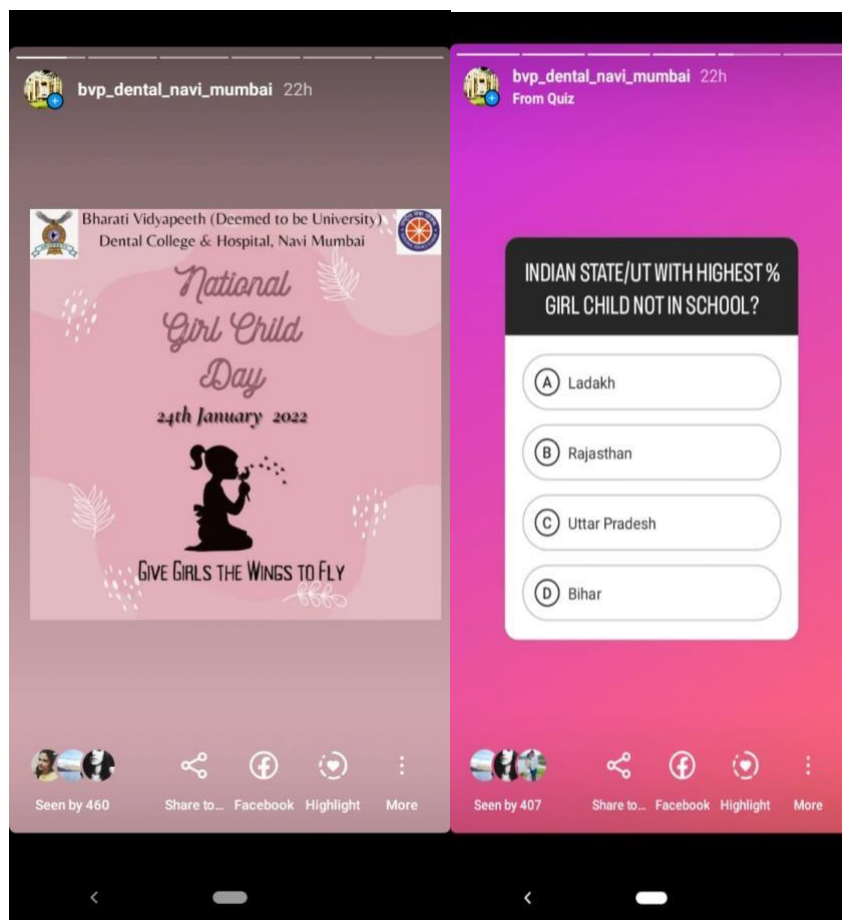 bvp_dental_navi_mumbai 22h
Bharati Vidyapeeth (Deemed to be University)
Dental College & Hospital, Navi Mumbai
National
Girl Child
Day
24th January 2022
GIVE GIRLS THE WINGS TO FLY
Seen by 460
Share to...
Facebook
Highlight
More
bvp_dental_navi_mumbai 22h
From Quiz
INDIAN STATE/UT WITH HIGHEST %
GIRL CHILD NOT IN SCHOOL?
A Ladakh
B Rajasthan
C Uttar Pradesh
D Bihar
Seen by 407
Share to...
Facebook
Highlight
More